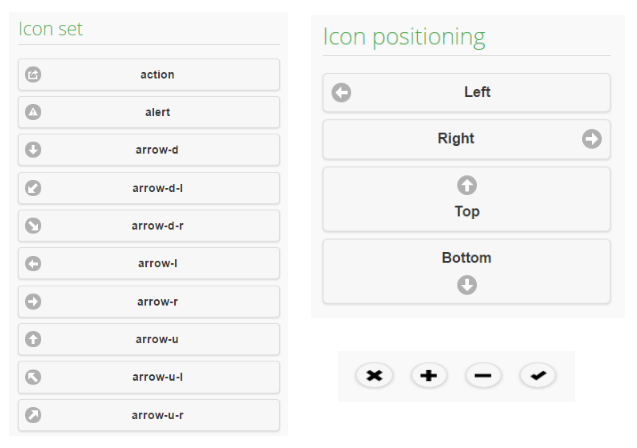 Icon set
action
alert
arrow-d
arrow-d-l
arrow-d-r
arrow-l
arrow-r
arrow-u
arrow-u-l
arrow-u-r
Icon positioning
Left
Right
Top
Bottom